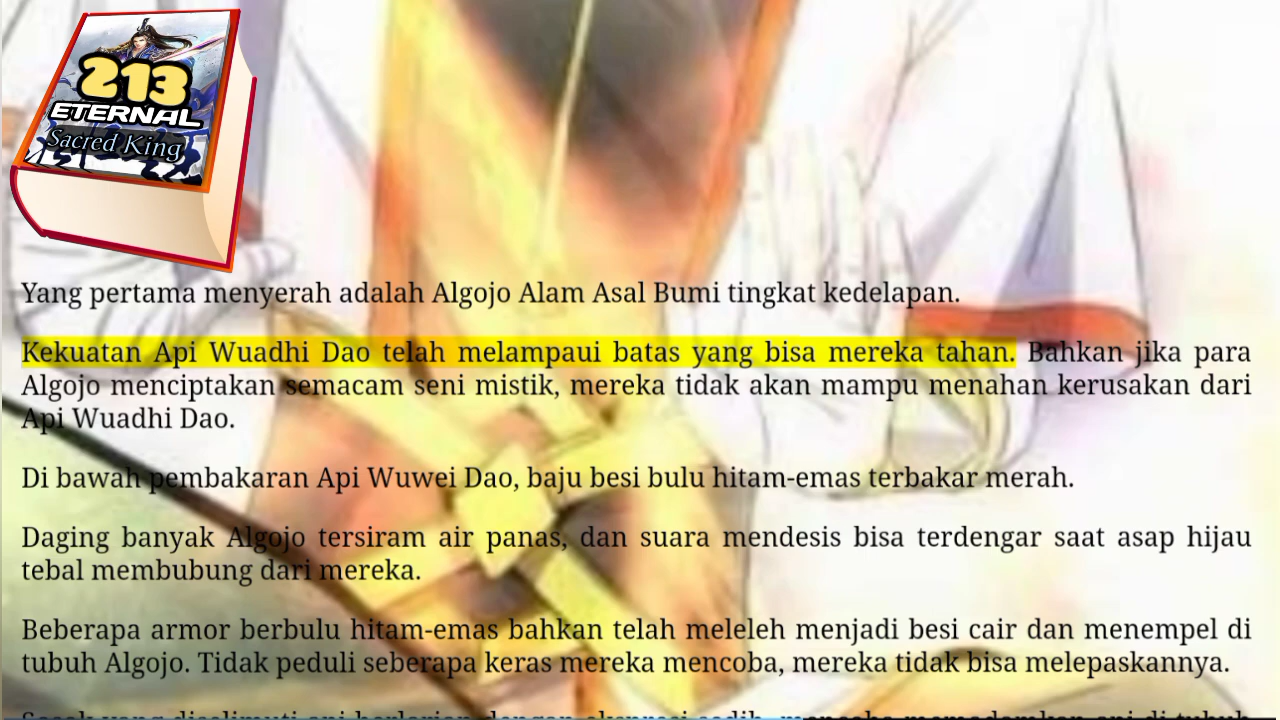 213
ETERNAL
Sacred King
Yang pertama menyerah adalah Algojo Alam Asal Bumi tingkat kedelapan.
Kekuatan Api Wuadhi Dao telah melampaui batas yang bisa mereka tahan. Bahkan jika para
Algojo menciptakan semacam seni mistik, mereka tidak akan mampu menahan kerusakan dari
Api Wuadhi Dao.
Di bawah pembakaran Api Wuwei Dao, baju besi bulu hitam-emas terbakar merah.
Daging banyak Algojo tersiram air panas, dan suara mendesis bisa terdengar saat asap hijau
tebal membubung dari mereka.
Beberapa armor berbulu hitam-emas bahkan telah meleleh menjadi besi cair dan menempel di
tubuh Algojo. Tidak peduli seberapa keras mereka mencoba, mereka tidak bisa melepaskannya.